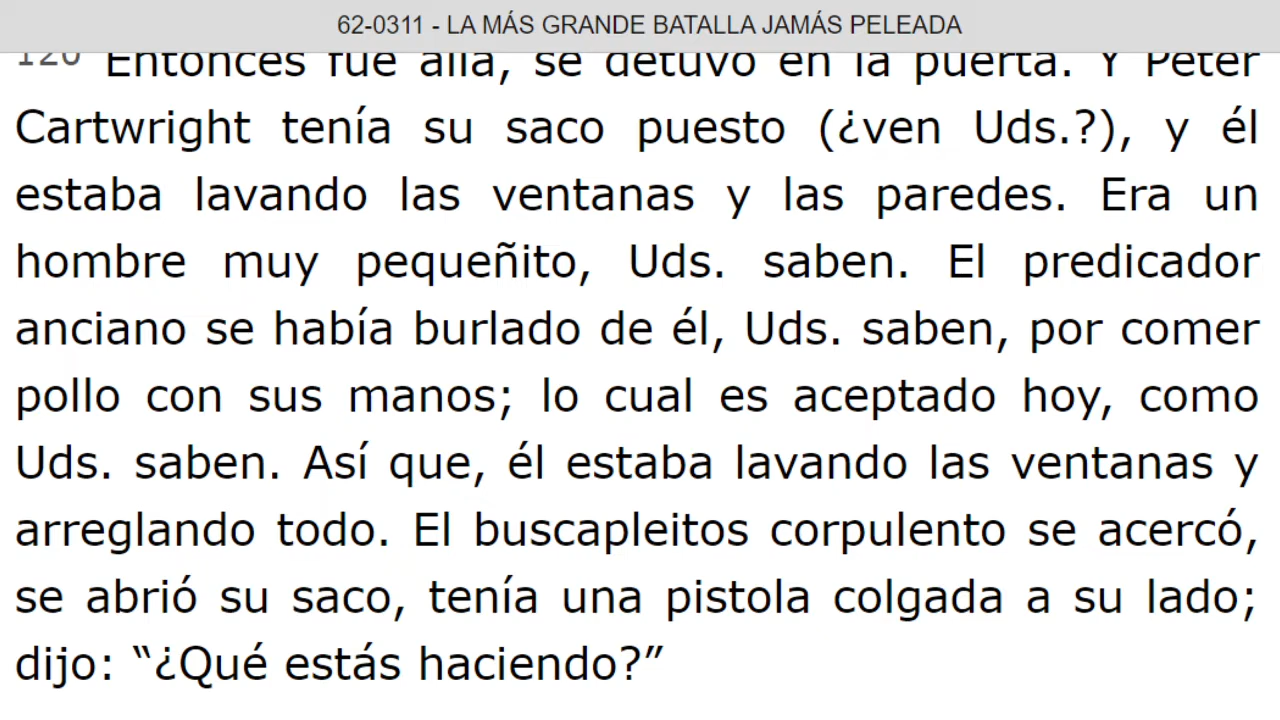 62-0311 - LA MÁS GRANDE BATALLA JAMÁS PELEADA
120 Entonces fue allá, se detuvo en la puerta. Y Peter
Cartwright tenía su saco puesto (¿ven Uds.?), y él
estaba lavando las ventanas y las paredes. Era un
hombre muy pequeñito, Uds. saben. El predicador
anciano se había burlado de él, Uds. saben, por comer
pollo con sus manos; lo cual es aceptado hoy, como
Uds. saben. Así que, él estaba lavando las ventanas y
arreglando todo. El buscapleitos corpulento se acercó,
se abrió su saco, tenía una pistola colgada a su lado;
dijo: “¿Qué estás haciendo?”